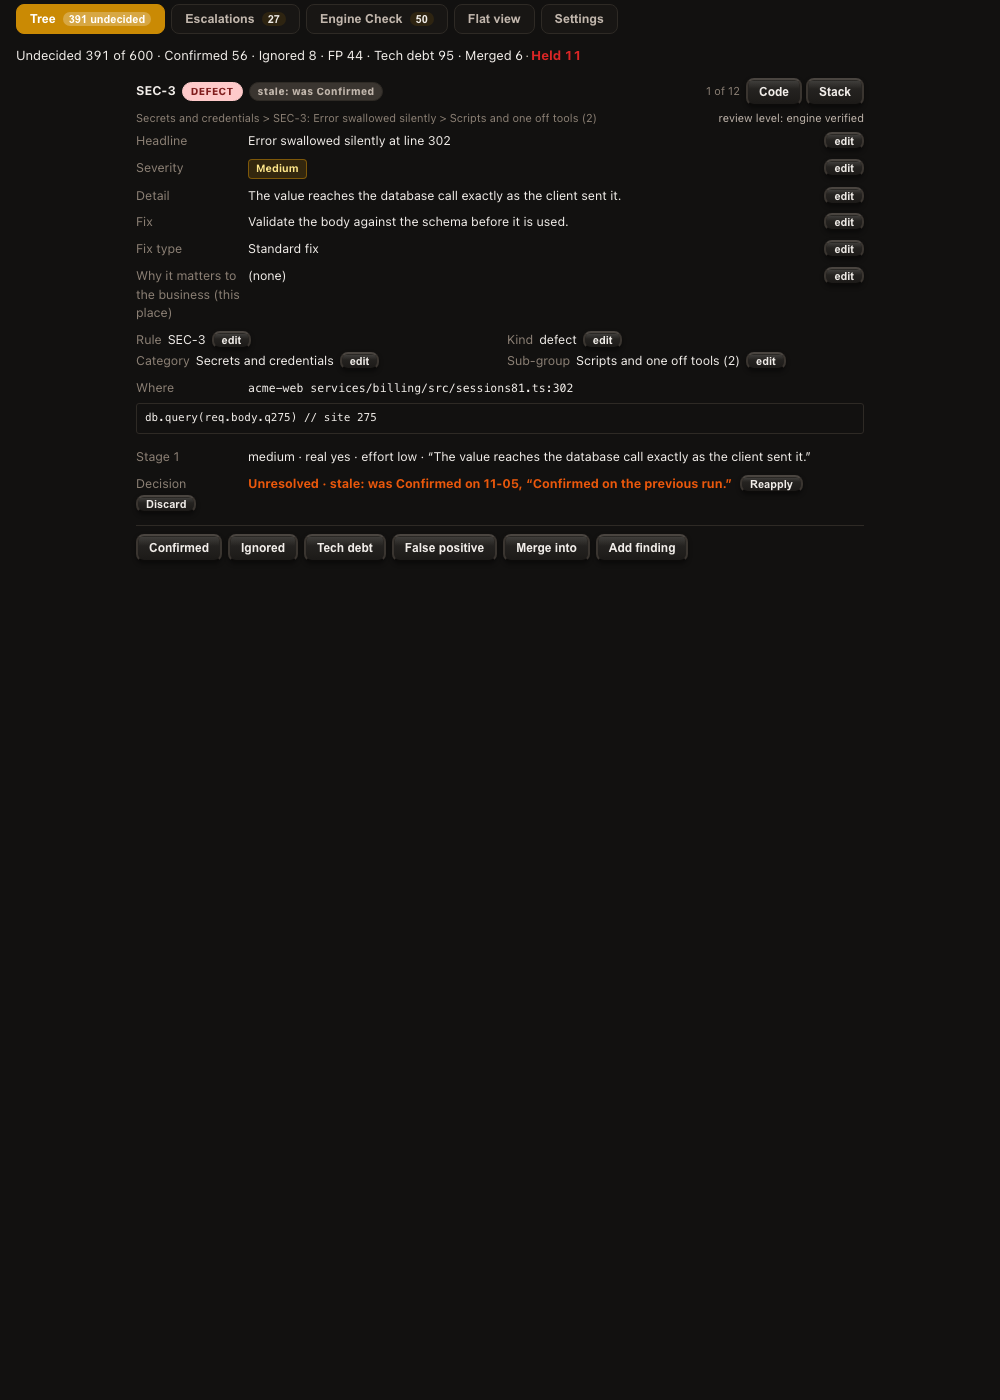 Tree 391 undecided Escalations 27 Engine Check 50 Flat view Settings
Undecided 391 of 600 · Confirmed 56 · Ignored 8 · FP 44 · Tech debt 95 · Merged 6 · Held 11
SEC-3 DEFECT stale: was Confirmed 1 of 12 Code Stack
Secrets and credentials > SEC-3: Error swallowed silently > Scripts and one off tools (2) review level: engine verified
Headline Error swallowed silently at line 302 edit
Severity Medium edit
Detail The value reaches the database call exactly as the client sent it. edit
Fix Validate the body against the schema before it is used. edit
Fix type Standard fix edit
Why it matters to (none) edit
the business (this
place)
Rule SEC-3 edit Kind defect edit
Category Secrets and credentials edit Sub-group Scripts and one off tools (2) edit
Where acme-web services/billing/src/sessions81.ts:302
db.query(req.body.q275) // site 275
Stage 1 medium · real yes · effort low · “The value reaches the database call exactly as the client sent it.”
Decision Unresolved · stale: was Confirmed on 11-05, “Confirmed on the previous run.” Reapply
Discard
Confirmed Ignored Tech debt False positive Merge into Add finding